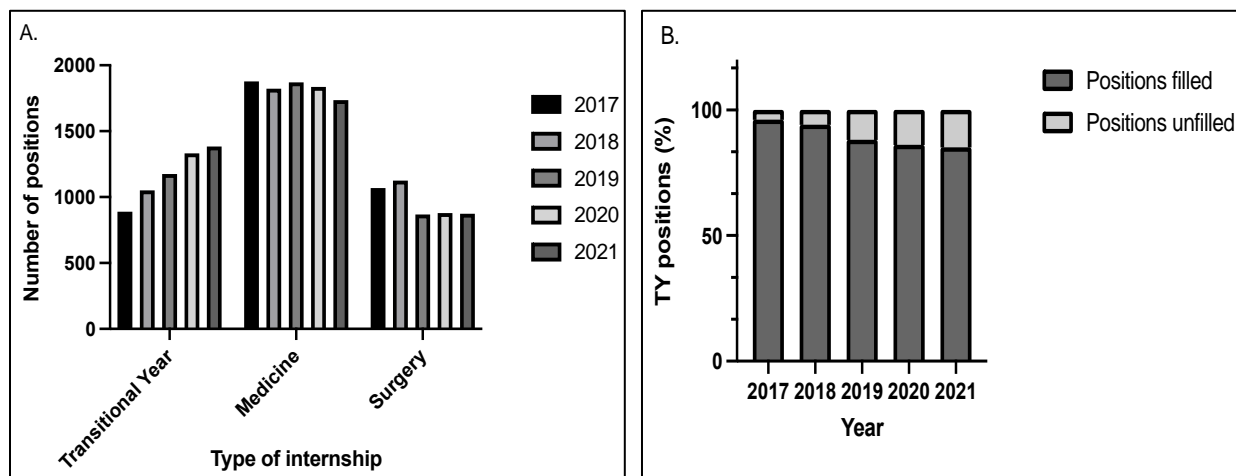 A.
2000
1500
1000
500
0
Number of positions
Transitional Year
Medicine
Surgery
Type of internship
2017
2018
2019
2020
2021
B.
100
50
0
TY positions (%)
2017 2018 2019 2020 2021
Year
Positions filled
Positions unfilled